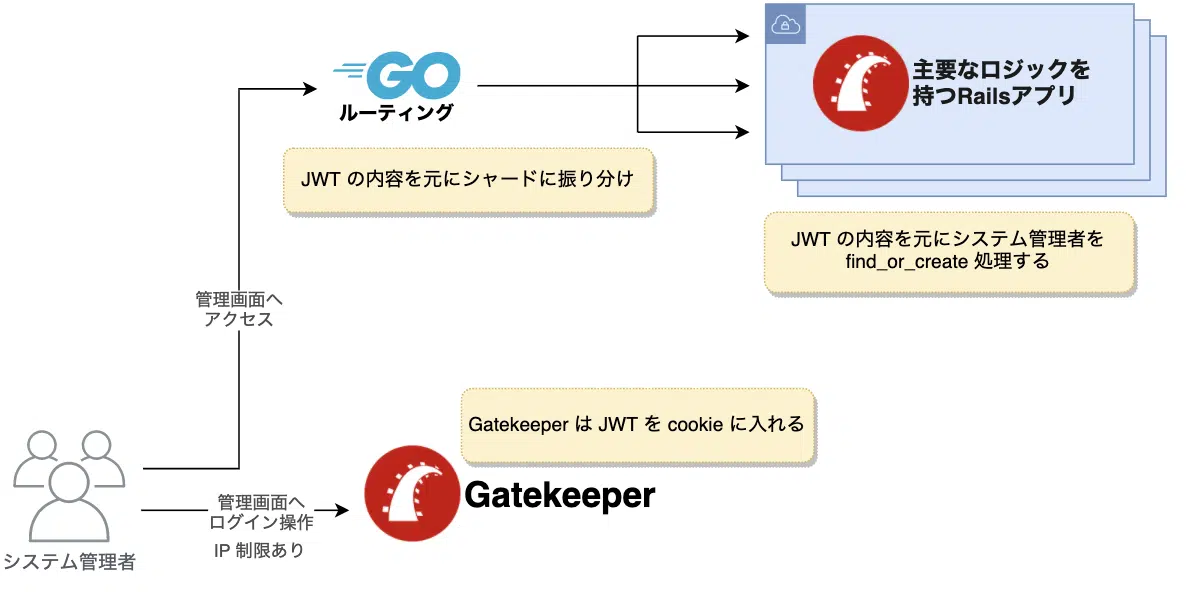 GO
ルーティング
主要なロジックを
持つRailsアプリ
JWT の内容を元にシャードに振り分け
JWT の内容を元にシステム管理者を
find_or_create 処理する
管理画面へ
アクセス
Gatekeeper は JWT を cookie に入れる
Gatekeeper
管理画面へ
ログイン操作
IP 制限あり
システム管理者